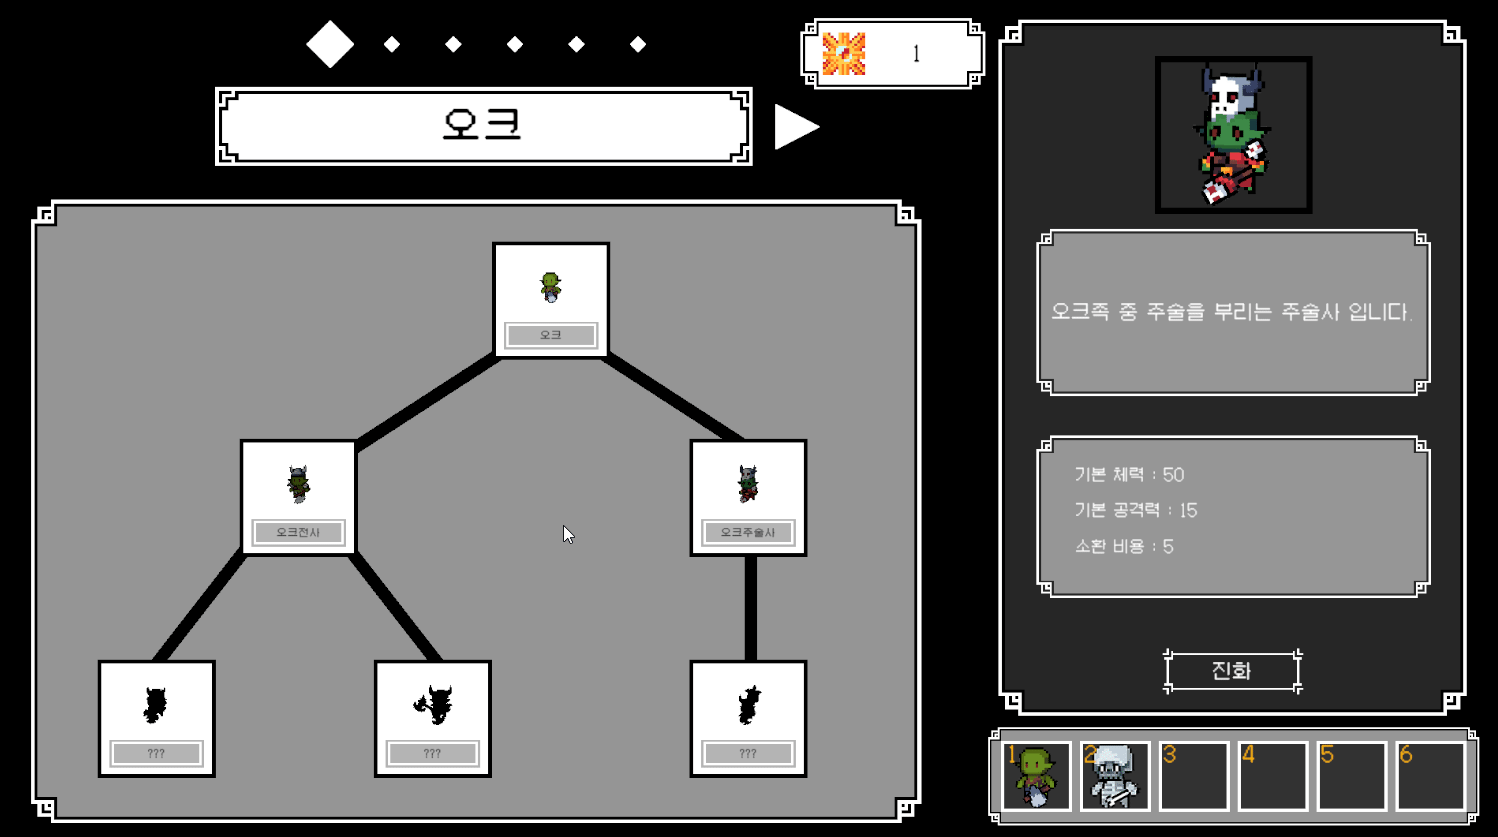 1
오크
오크족 중 주술을 부리는 주술사 입니다.
오크
기본 체력 : 50
기본 공격력 : 15
소환 비용 : 5
오크전사
오크주술사
진화
???
???
???
1 2 3 4 5 6